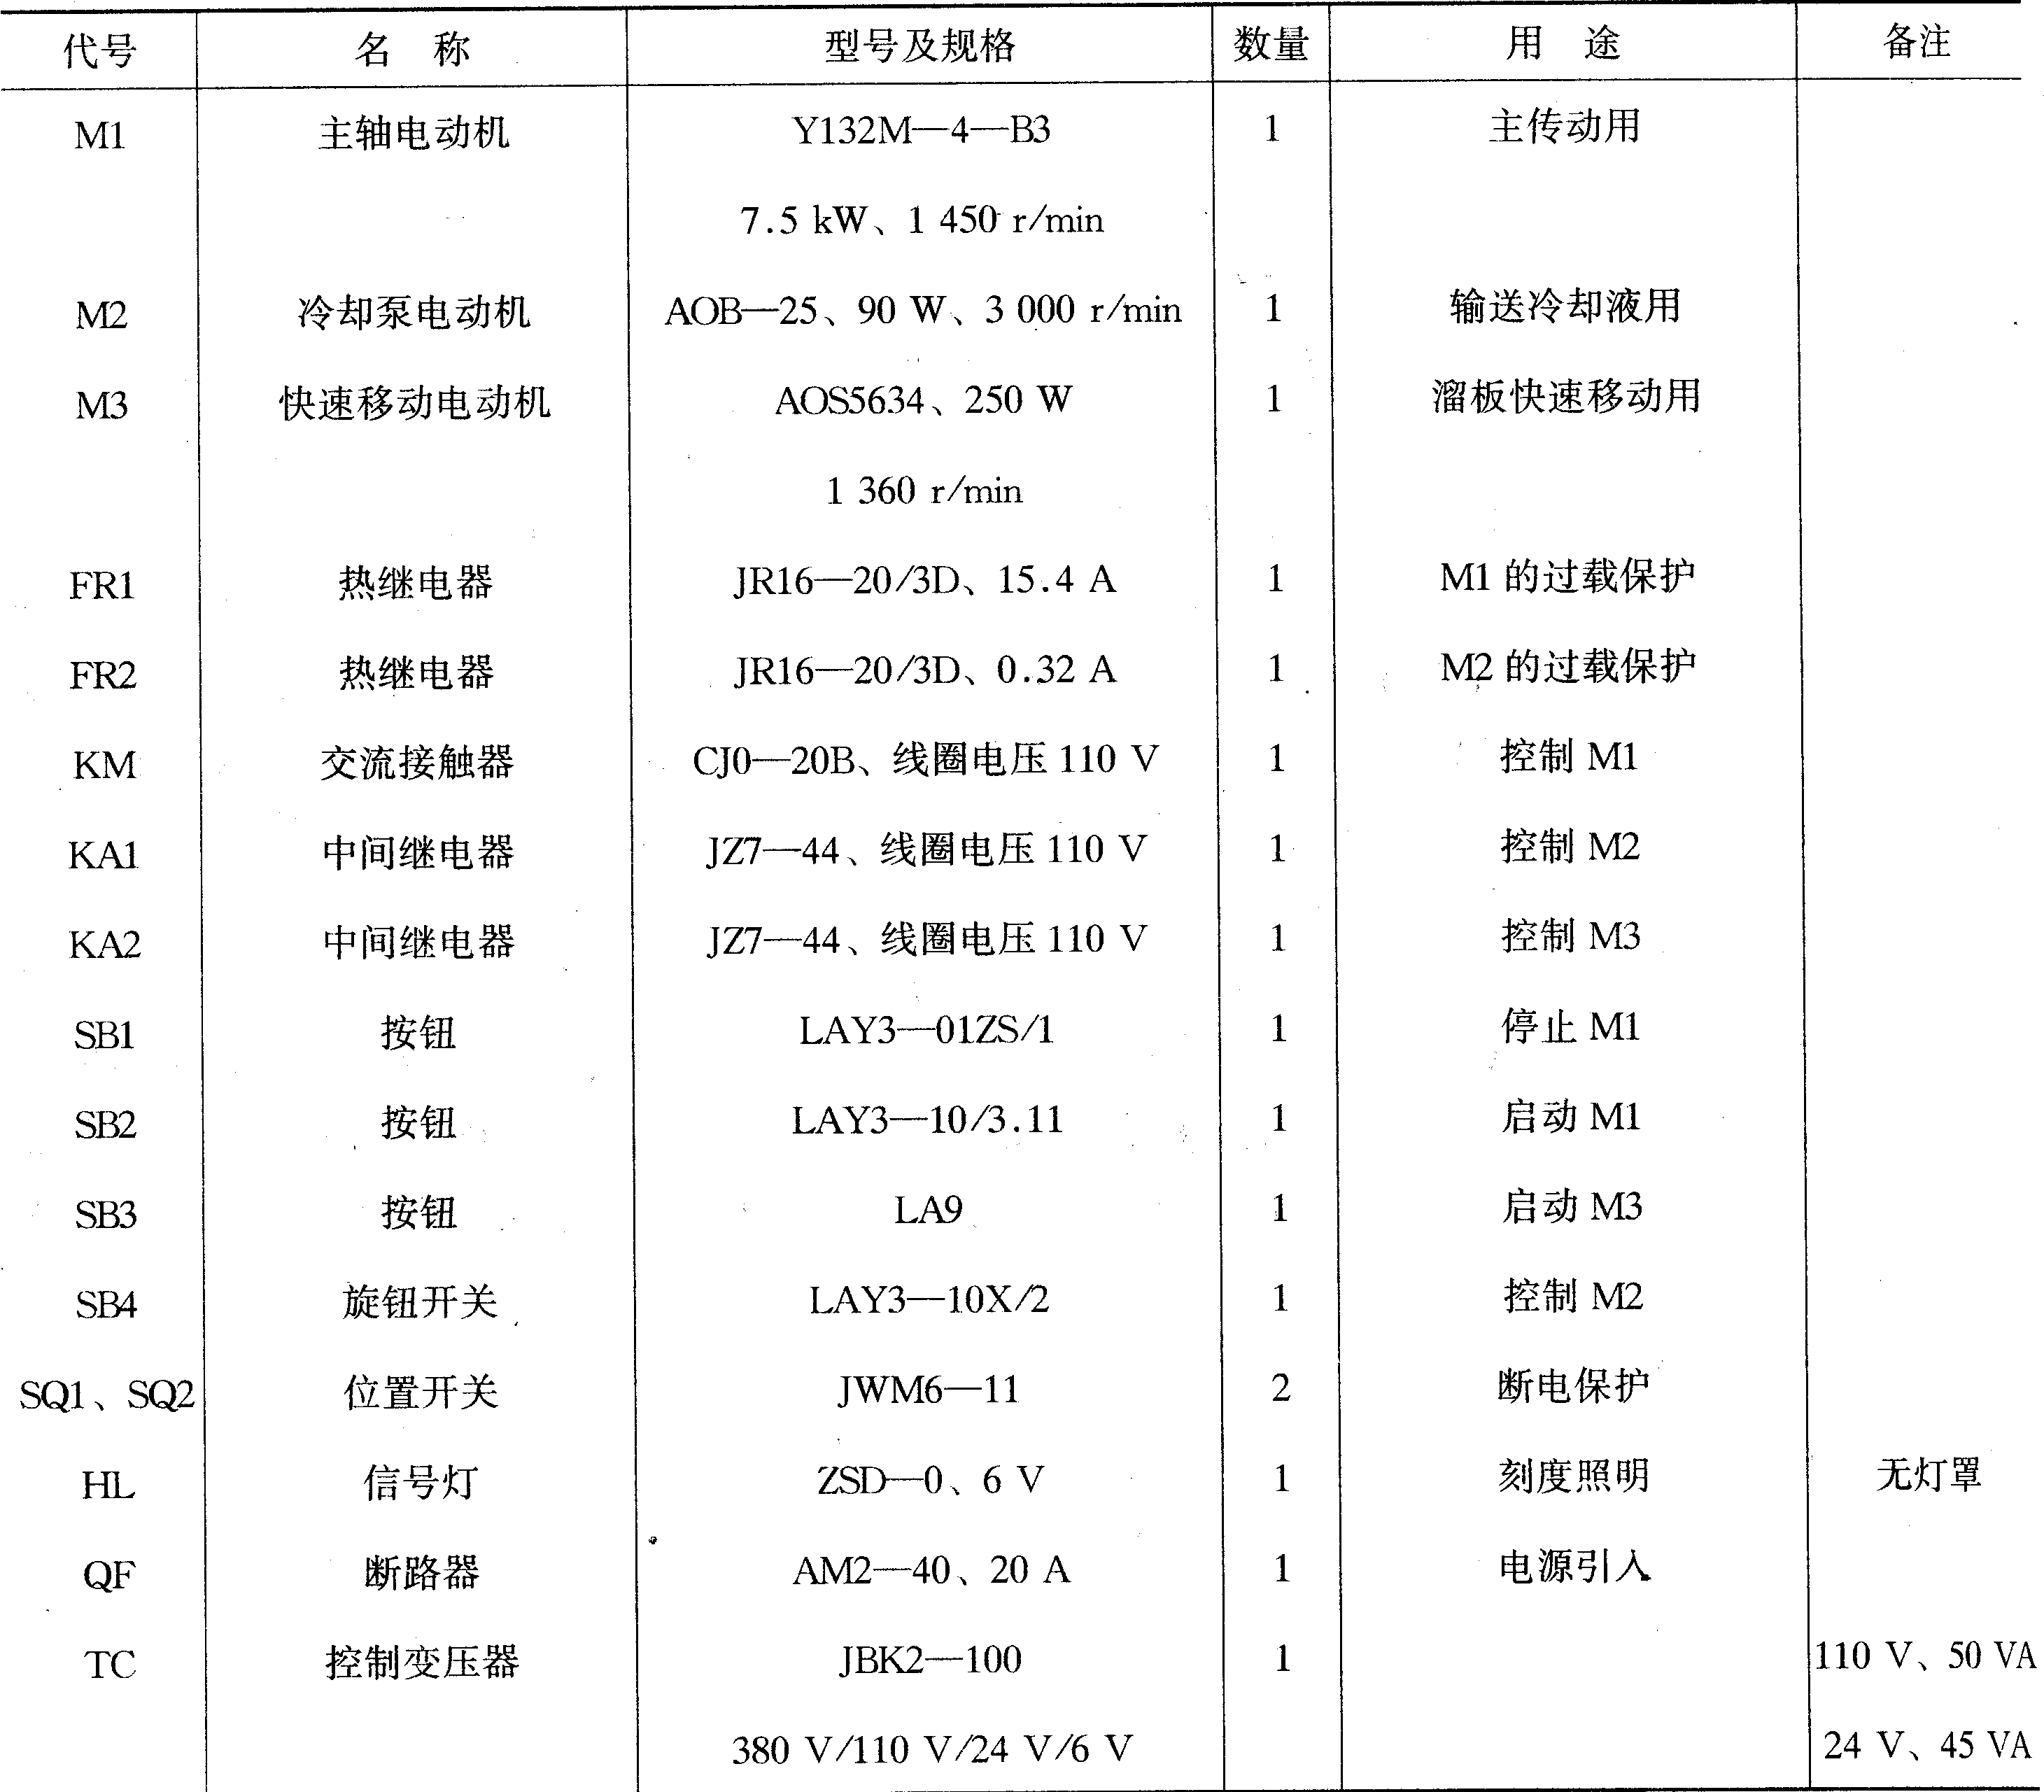 代号 名 称 型号及规格 数量 用 途 备注
M1 主轴电动机 Y132M—4—B3 1 主传动用
7.5 kW、1 450 r/min
M2 冷却泵电动机 AOB—25、90 W、3 000 r/min 1 输送冷却液用
M3 快速移动电动机 AOS5634、250 W 1 溜板快速移动用
1 360 r/min
FR1 热继电器 JR16—20/3D、15.4 A 1 M1 的过载保护
FR2 热继电器 JR16—20/3D、0.32 A 1 M2 的过载保护
KM 交流接触器 CJ0—20B、线圈电压 110 V 1 控制 M1
KA1 中间继电器 JZ7—44、线圈电压 110 V 1 控制 M2
KA2 中间继电器 JZ7—44、线圈电压 110 V 1 控制 M3
SB1 按钮 LAY3—01ZS/1 1 停止 M1
SB2 按钮 LAY3—10/3.11 1 启动 M1
SB3 按钮 LA9 1 启动 M3
SB4 旋钮开关 LAY3—10X/2 1 控制 M2
SQ1、SQ2 位置开关 JWM6—11 2 断电保护
HL 信号灯 ZSD—0、6 V 1 刻度照明 无灯罩
QF 断路器 AM2—40、20 A 1 电源引入
TC 控制变压器 JBK2—100 1 110 V、50 VA
380 V/110 V/24 V/6 V 24 V、45 VA